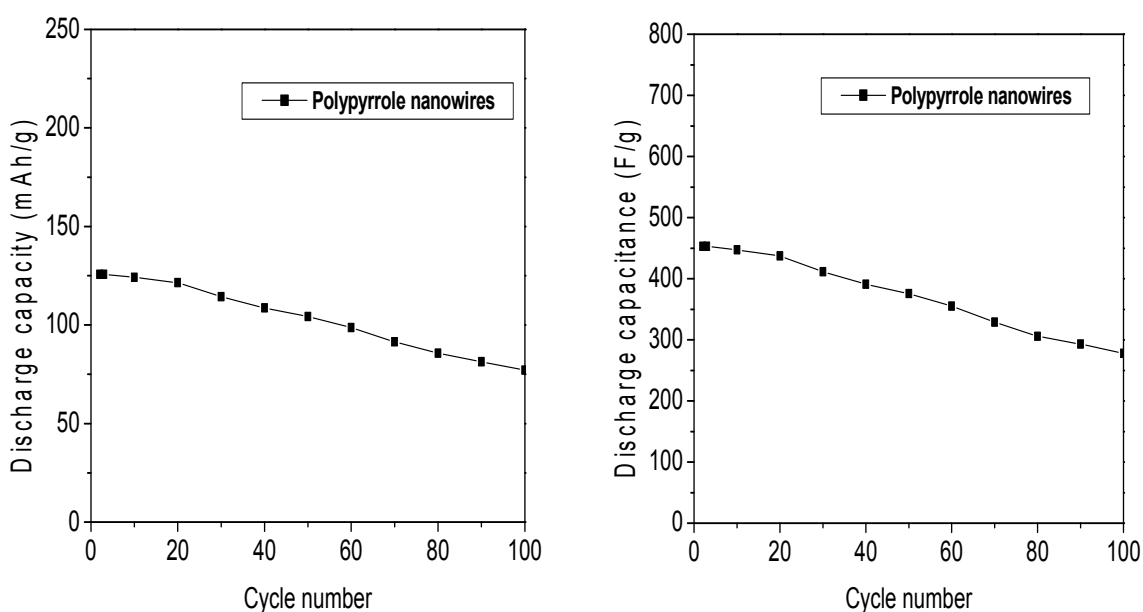 250
200
150
100
50
0
Discharge capacity (mAh/g)
Polypyrrole nanowires
0 20 40 60 80 100
Cycle number
800
700
600
500
400
300
200
100
0
Discharge capacitance (F/g)
Polypyrrole nanowires
0 20 40 60 80 100
Cycle number